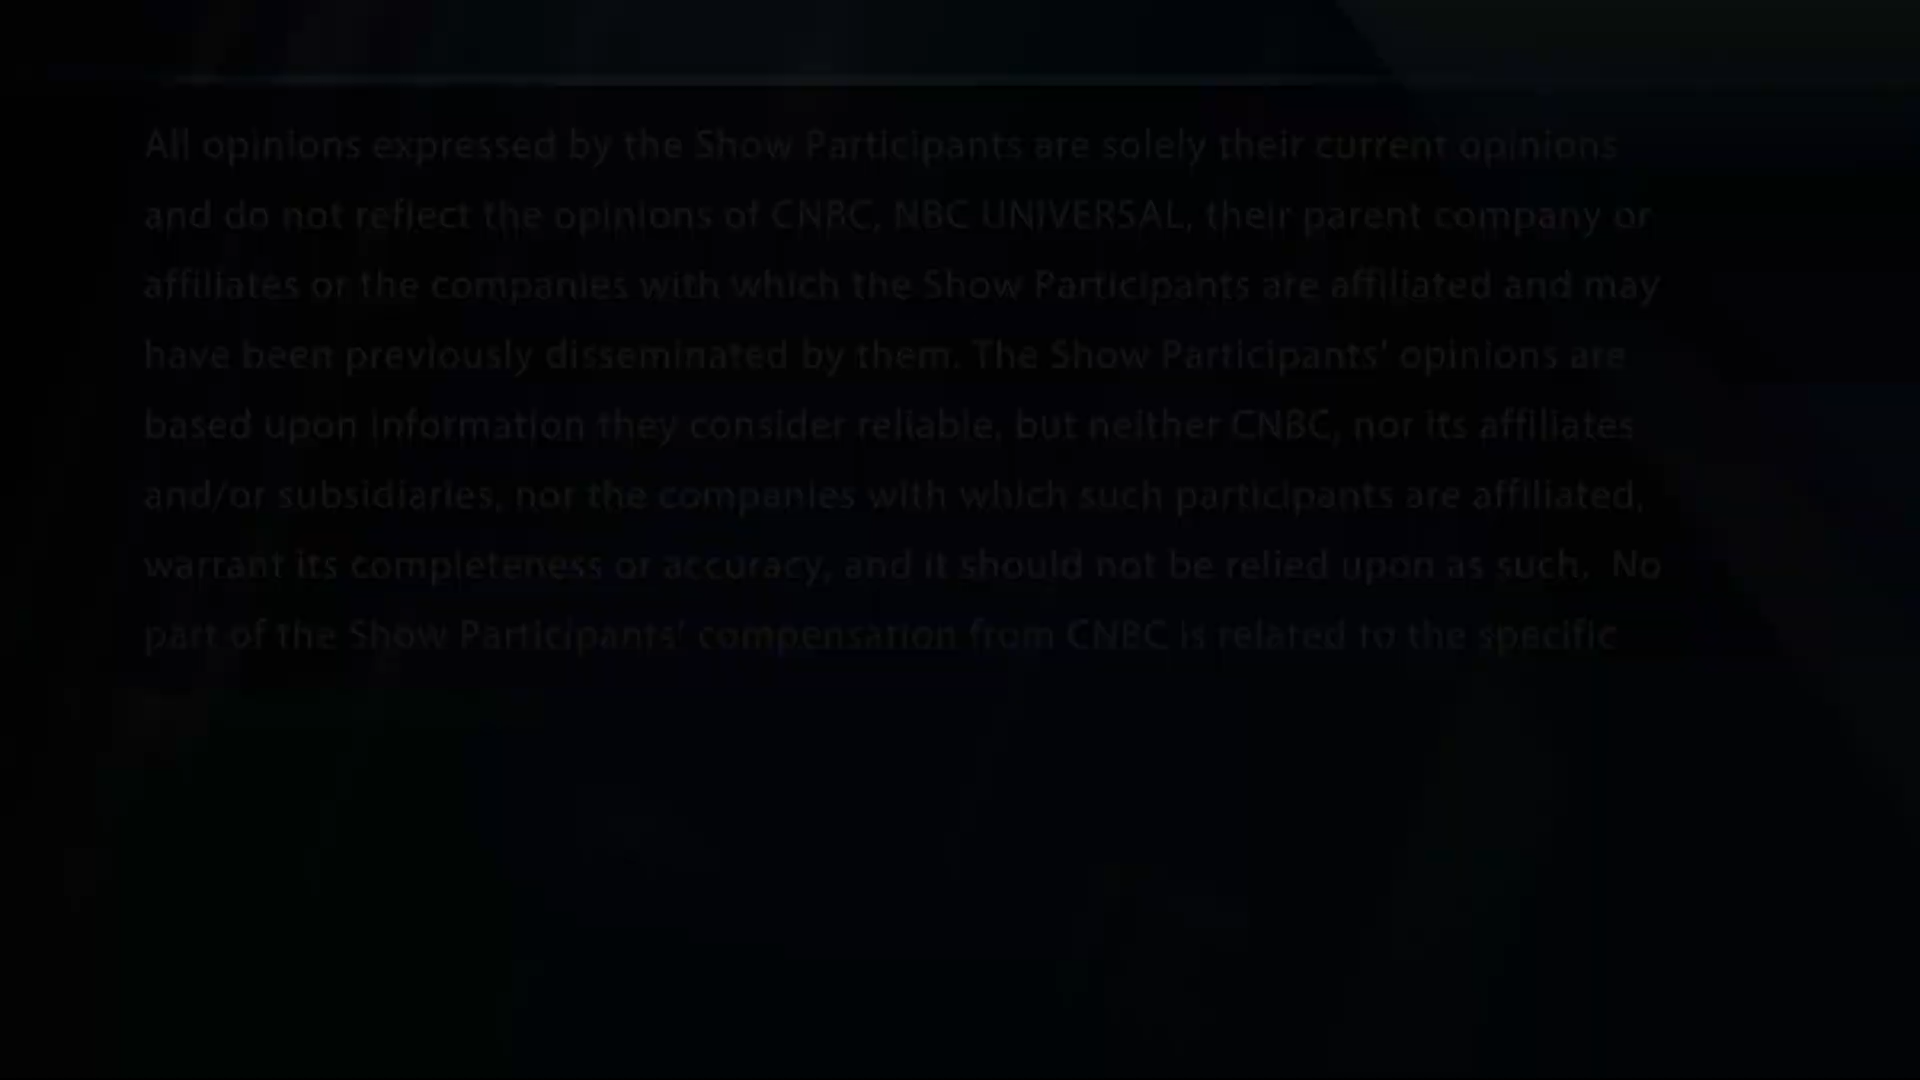 All opinions expressed by the Show Participants are solely their current opinions
and do not reflect the opinions of CNBC, NBC UNIVERSAL, their parent company or
affiliates or the companies with which the Show Participants are affiliated and may
have been previously disseminated by them. The Show Participants' opinions are
based upon information they consider reliable, but neither CNBC, nor its affiliates
and/or subsidiaries, nor the companies with which such participants are affiliated,
warrant its completeness or accuracy, and it should not be relied upon as such.  No
part of the Show Participants' compensation from CNBC is related to the specific